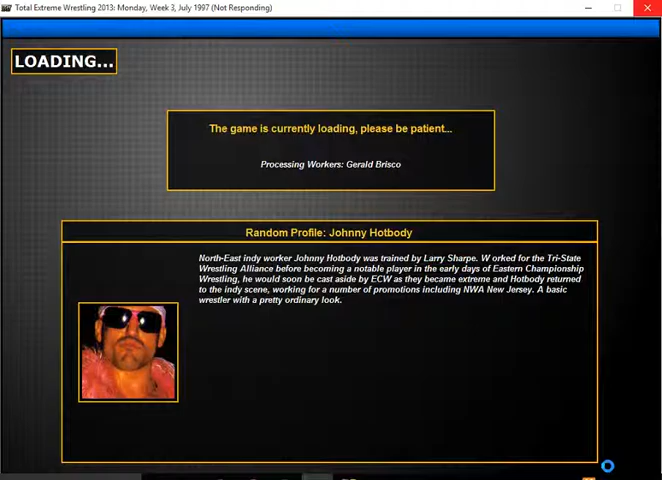 Total Extreme Wrestling 2013: Monday, Week 3, July 1997 (Not Responding)
LOADING...
The game is currently loading, please be patient...
Processing Workers: Gerald Brisco
Random Profile: Johnny Hotbody
North-East indy worker Johnny Hotbody was trained by Larry Sharpe. W orked for the Tri-State
Wrestling Alliance before becoming a notable player in the early days of Eastern Championship
Wrestling, he would soon be cast aside by ECW as they became extreme and Hotbody returned
to the indy scene, working for a number of promotions including NWA New Jersey. A basic
wrestler with a pretty ordinary look.